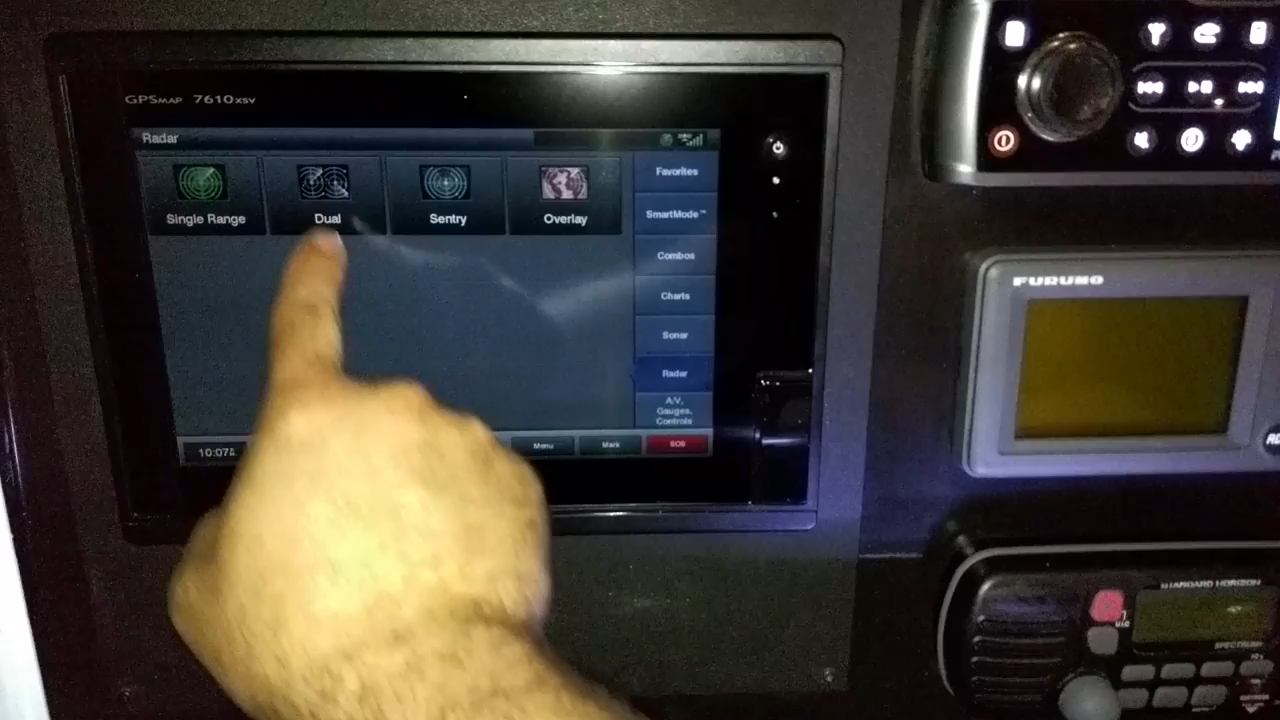 GPSMAP 7610xsv
Radar
Single Range
Dual
Sentry
Overlay
Favorites
SmartMode™
Combos
Charts
Sonar
Radar
A/V,
Gauges,
Controls
10:07
Menu
Mark
SOS
FURUNO
STANDARD HORIZON
SPECTRUM